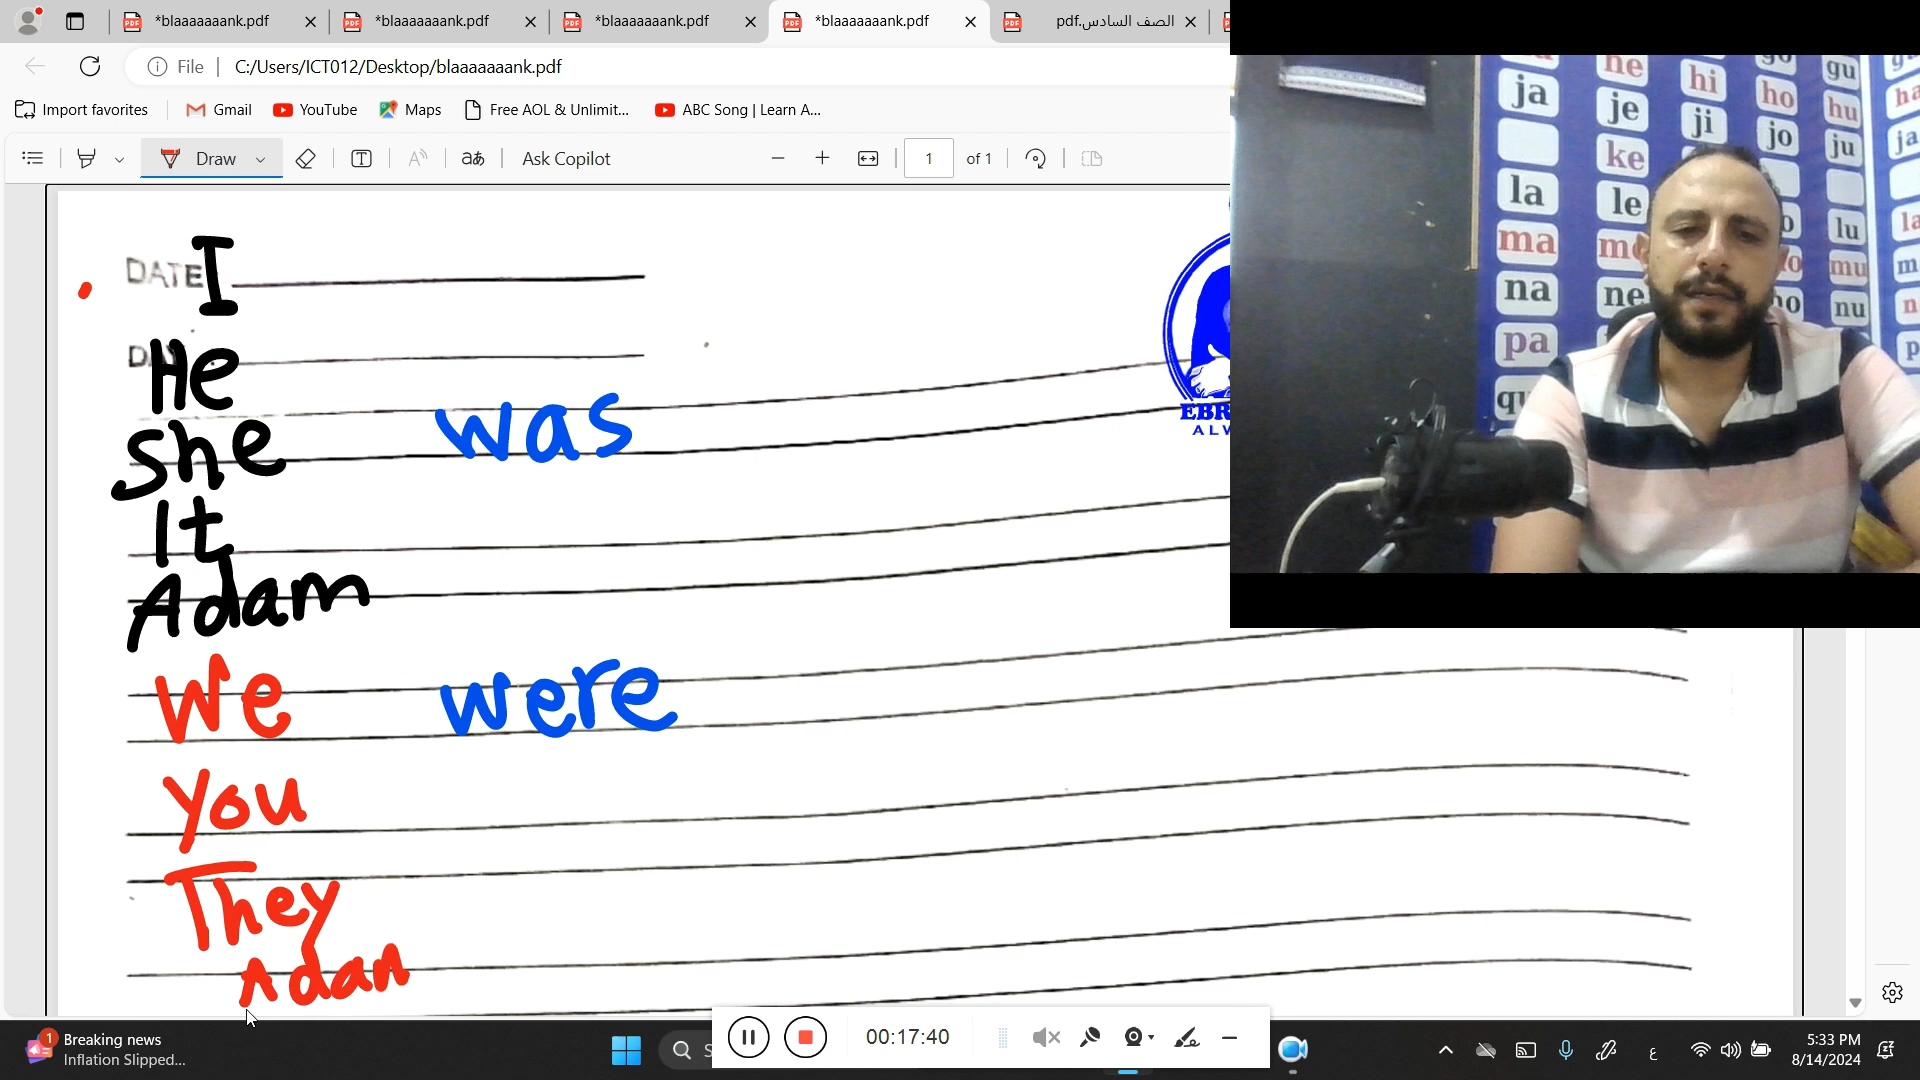 *blaaaaaaank.pdf
*blaaaaaaank.pdf
*blaaaaaaank.pdf
*blaaaaaaank.pdf
الصف السادس.pdf
File
C:/Users/ICT012/Desktop/blaaaaaaank.pdf
Import favorites
Gmail
YouTube
Maps
Free AOL & Unlimit...
ABC Song | Learn A...
Draw
Ask Copilot
1
of 1
DATE
I
He
She
It
Adam
was
We
were
You
They
Adan
EBR
ALW
ne
hi
ho
hu
gu
ja
je
ji
jo
ju
ke
la
le
lu
ma
mu
na
ne
nu
pa
Breaking news
Inflation Slipped...
1
00:17:40
ع
5:33 PM
8/14/2024